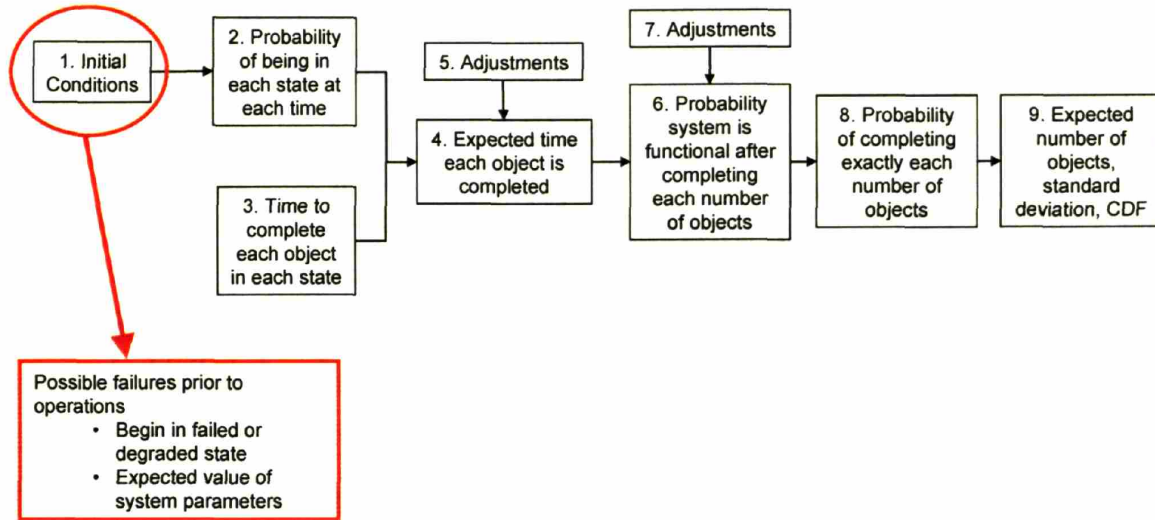 1. Initial
Conditions
2. Probability
of being in
each state at
each time
3. Time to
complete
each object
in each state
5. Adjustments
4. Expected time
each object is
completed
7. Adjustments
6. Probability
system is
functional after
completing
each number
of objects
8. Probability
of completing
exactly each
number of
objects
9. Expected
number of
objects,
standard
deviation, CDF
Possible failures prior to
operations
• Begin in failed or
degraded state
• Expected value of
system parameters